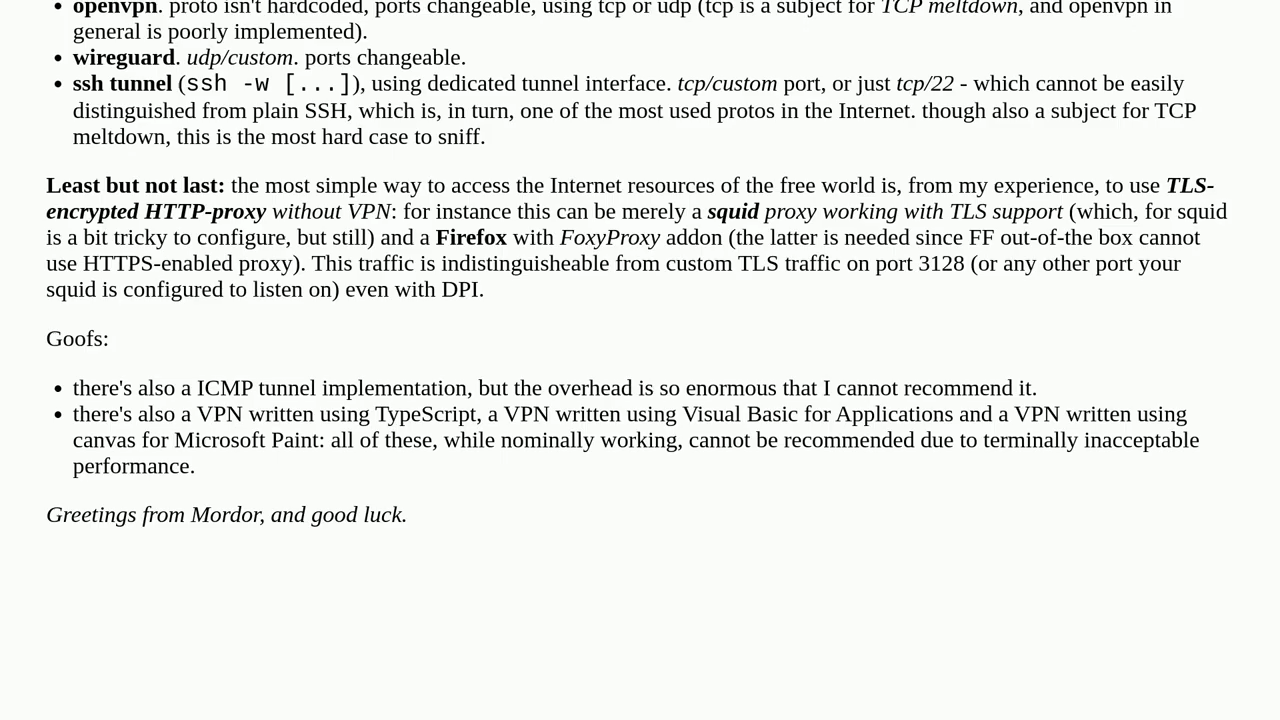 openvpn. proto isn't hardcoded, ports changeable, using tcp or udp (tcp is a subject for TCP meltdown, and openvpn in
general is poorly implemented).
wireguard. udp/custom. ports changeable.
ssh tunnel (ssh -w [...]), using dedicated tunnel interface. tcp/custom port, or just tcp/22 - which cannot be easily
distinguished from plain SSH, which is, in turn, one of the most used protos in the Internet. though also a subject for TCP
meltdown, this is the most hard case to sniff.
Least but not last: the most simple way to access the Internet resources of the free world is, from my experience, to use TLS-
encrypted HTTP-proxy without VPN: for instance this can be merely a squid proxy working with TLS support (which, for squid
is a bit tricky to configure, but still) and a Firefox with FoxyProxy addon (the latter is needed since FF out-of-the box cannot
use HTTPS-enabled proxy). This traffic is indistinguisheable from custom TLS traffic on port 3128 (or any other port your
squid is configured to listen on) even with DPI.
Goofs:
there's also a ICMP tunnel implementation, but the overhead is so enormous that I cannot recommend it.
there's also a VPN written using TypeScript, a VPN written using Visual Basic for Applications and a VPN written using
canvas for Microsoft Paint: all of these, while nominally working, cannot be recommended due to terminally inacceptable
performance.
Greetings from Mordor, and good luck.